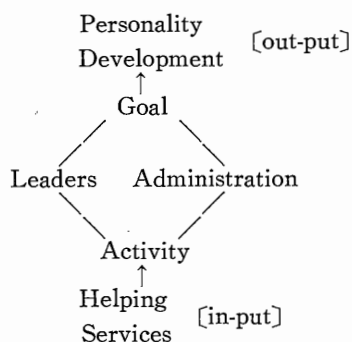 Personality
Development 〔out-put〕
Goal
Leaders Administration
Activity
Helping
Services 〔in-put〕